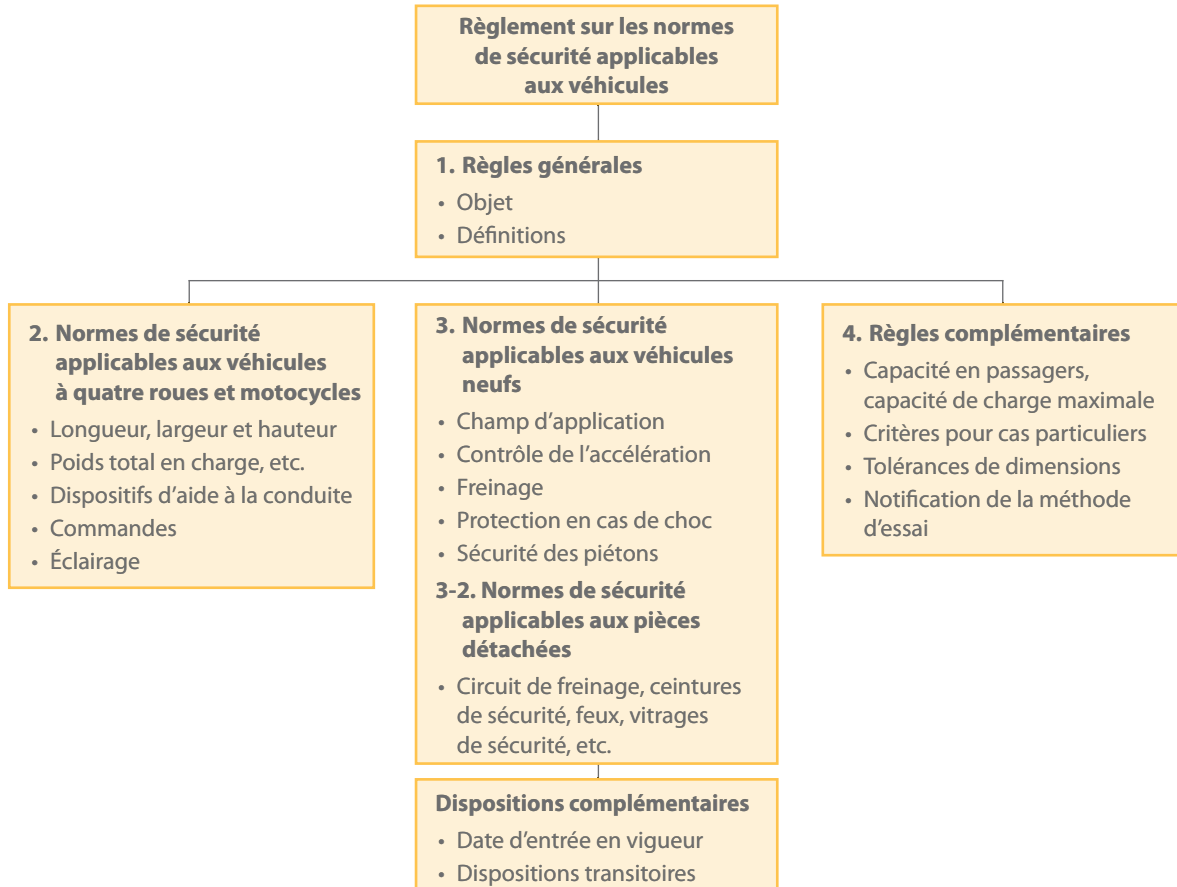 Règlement sur les normes
de sécurité applicables
aux véhicules
1. Règles générales
• Objet
• Définitions
2. Normes de sécurité
applicables aux véhicules
à quatre roues et motocycles
• Longueur, largeur et hauteur
• Poids total en charge, etc.
• Dispositifs d'aide à la conduite
• Commandes
• Éclairage
3. Normes de sécurité
applicables aux véhicules
neufs
• Champ d'application
• Contrôle de l'accélération
• Freinage
• Protection en cas de choc
• Sécurité des piétons
3-2. Normes de sécurité
applicables aux pièces
détachées
• Circuit de freinage, ceintures
de sécurité, feux, vitrages
de sécurité, etc.
4. Règles complémentaires
• Capacité en passagers,
capacité de charge maximale
• Critères pour cas particuliers
• Tolérances de dimensions
• Notification de la méthode
d'essai
Dispositions complémentaires
• Date d'entrée en vigueur
• Dispositions transitoires